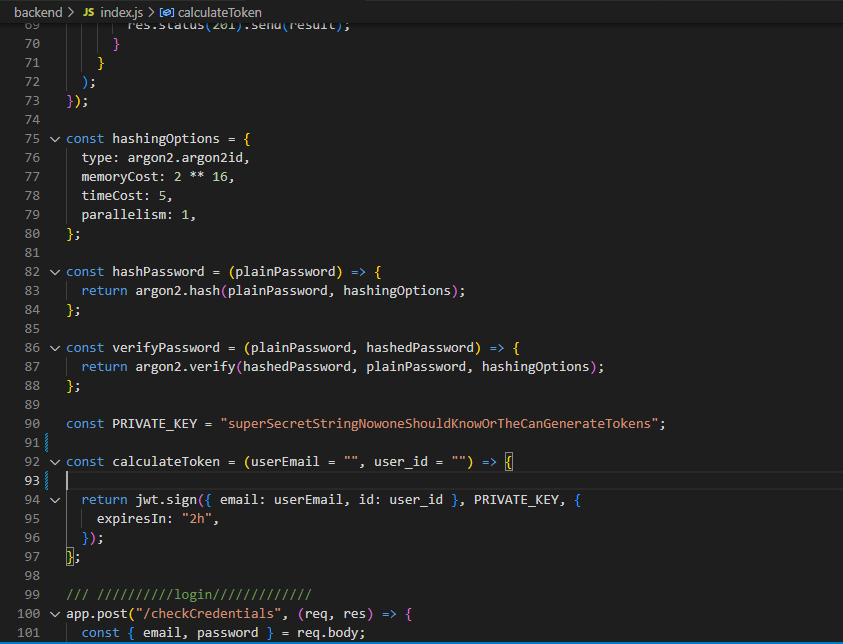 backend > JS index.js > calculateToken
69 res.status(201).send(result);
70 }
71 }
72 );
73 });
74
75 const hashingOptions = {
76 type: argon2.argon2id,
77 memoryCost: 2 ** 16,
78 timeCost: 5,
79 parallelism: 1,
80 };
81
82 const hashPassword = (plainPassword) => {
83 return argon2.hash(plainPassword, hashingOptions);
84 };
85
86 const verifyPassword = (plainPassword, hashedPassword) => {
87 return argon2.verify(hashedPassword, plainPassword, hashingOptions);
88 };
89
90 const PRIVATE_KEY = "superSecretStringNowoneShouldKnowOrTheCanGenerateTokens";
91
92 const calculateToken = (userEmail = "", user_id = "") => {
93
94 return jwt.sign({ email: userEmail, id: user_id }, PRIVATE_KEY, {
95 expiresIn: "2h",
96 });
97 };
98
99 /// //////////login/////////////
100 app.post("/checkCredentials", (req, res) => {
101 const { email, password } = req.body;